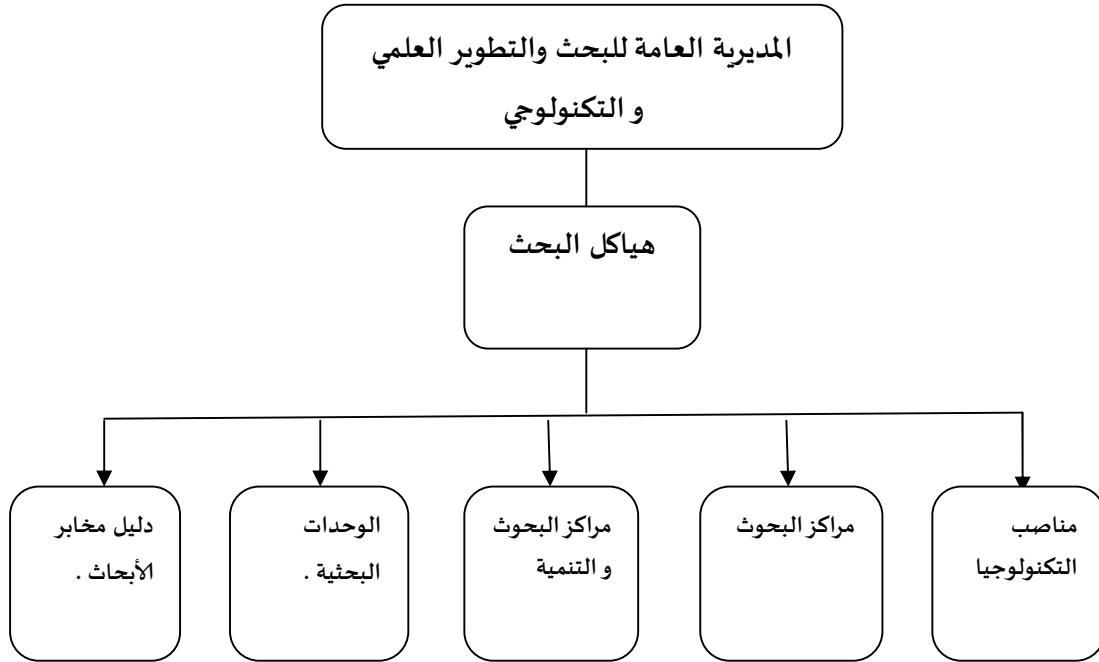 المديرية العامة للبحث والتطوير العلمي
و التكنولوجي
هياكل البحث
مناصب
التكنولوجيا
مراكز البحوث
مراكز البحوث
و التنمية
الوحدات
البحثية .
دليل مخابر
الأبحاث .